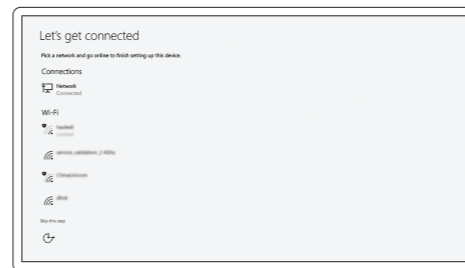 Let's get connected
Pick a network and go online to finish setting up this device.
Connections
Network
Connected
Wi-Fi
service_validation_2.4Ghz
ChinaUnicom
dlink
Skip this step